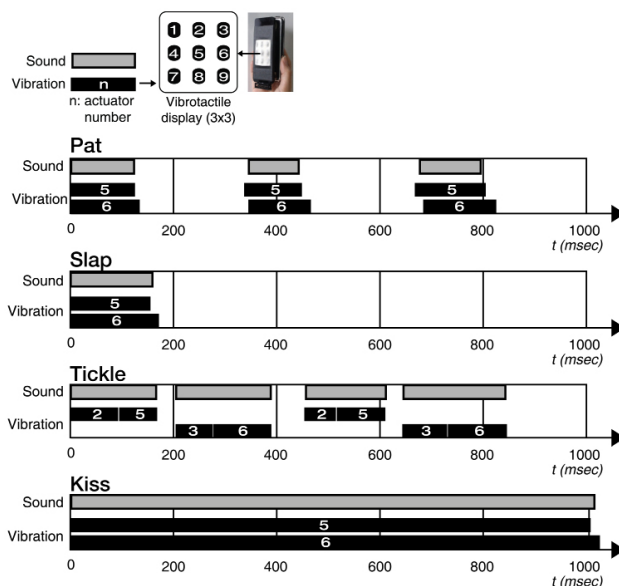 1 2 3
4 5 6
7 8 9
Sound
Vibration n
n: actuator
number
Vibrotactile
display (3x3)
Pat
Sound
Vibration
5 5 5
6 6 6
0 200 400 600 800 1000
t (msec)
Slap
Sound
Vibration
5
6
0 200 400 600 800 1000
t (msec)
Tickle
Sound
Vibration
2 5 2 5
3 6 3 6
0 200 400 600 800 1000
t (msec)
Kiss
Sound
Vibration
5
6
0 200 400 600 800 1000
t (msec)